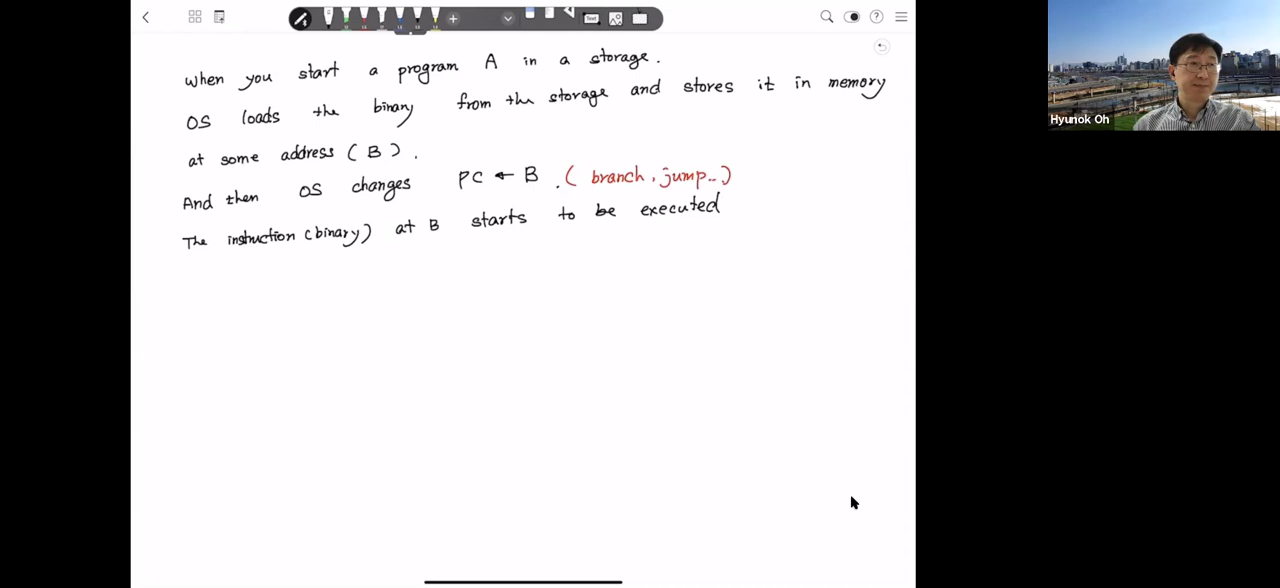 When you start a program A in a storage.
OS loads the binary from the storage and stores it in memory
at some address (B).
And then OS changes PC ← B . ( branch, jump.. )
The instruction (binary) at B starts to be executed
Text
Hyunok Oh